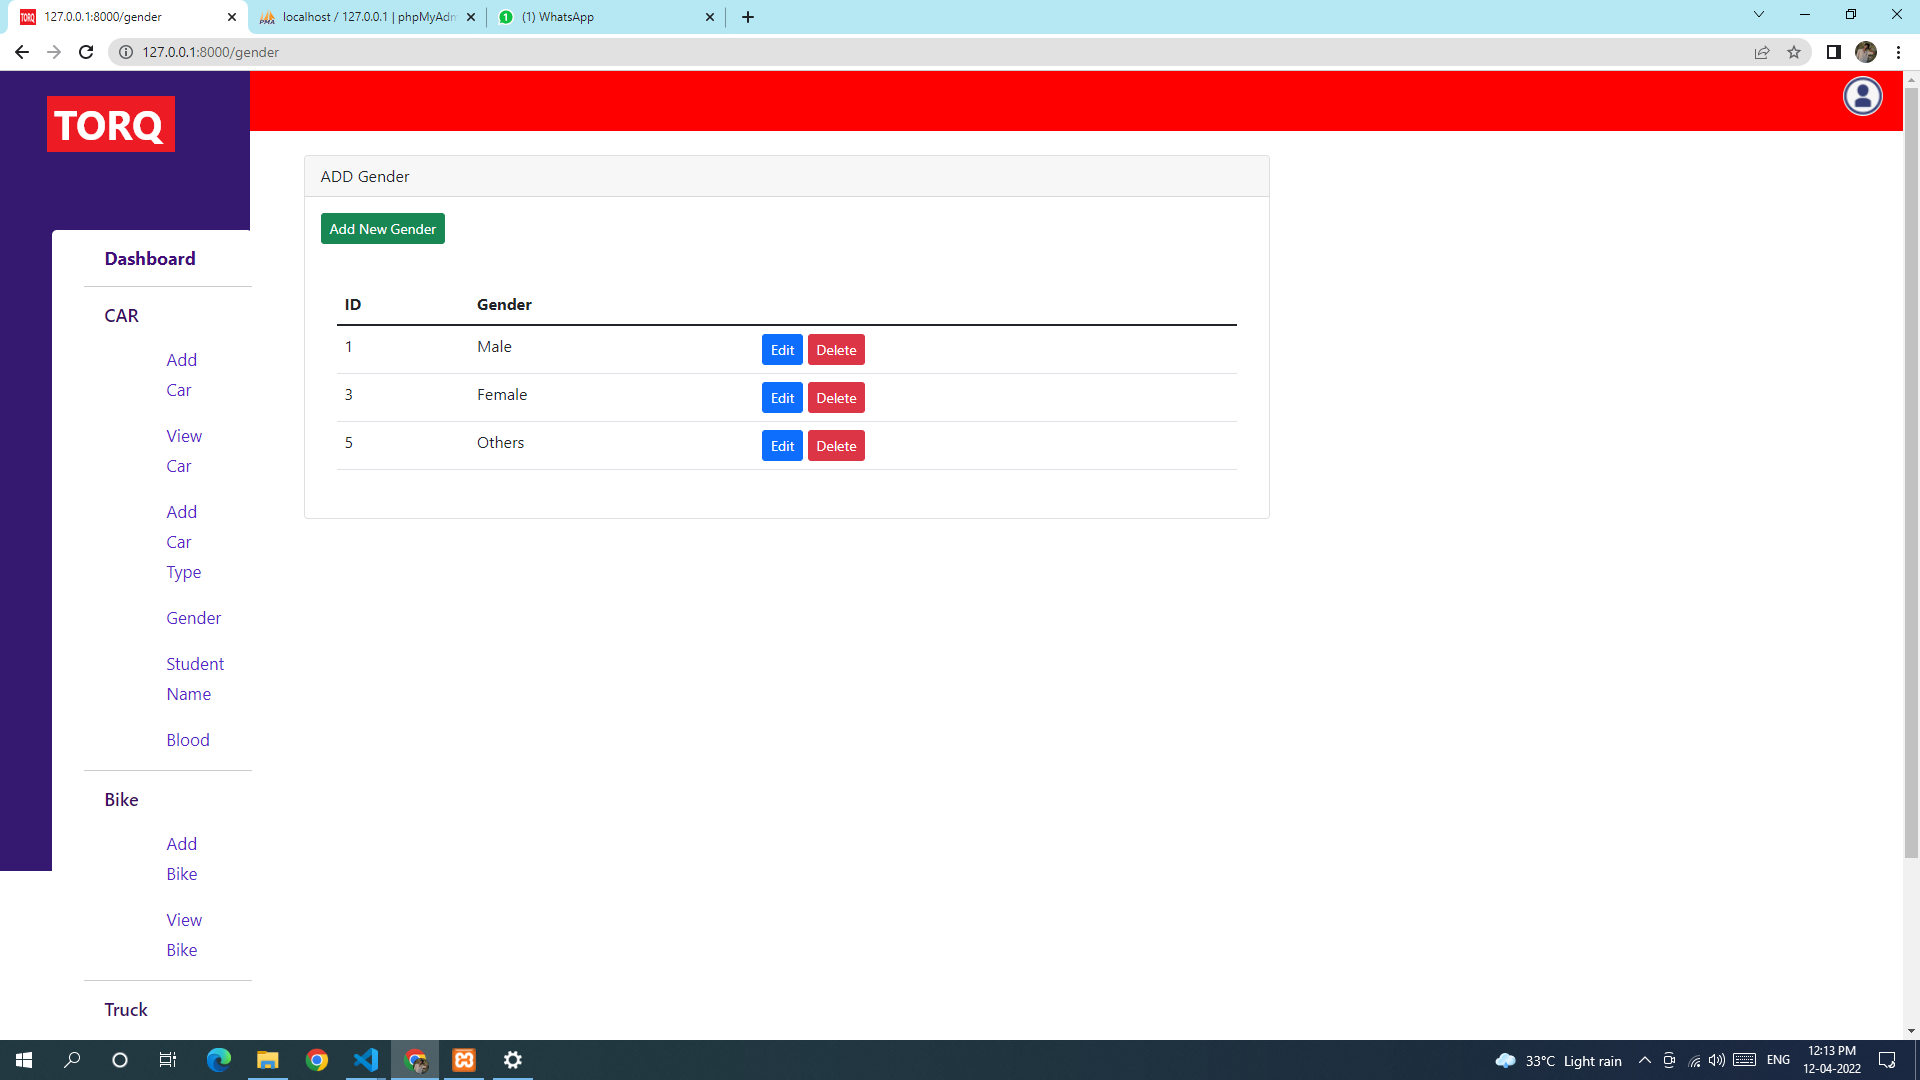 127.0.0.1:8000/gender
localhost / 127.0.0.1 | phpMyAdm
(1) WhatsApp
127.0.0.1:8000/gender
TORQ
ADD Gender
Add New Gender
ID Gender
1 Male Edit Delete
3 Female Edit Delete
5 Others Edit Delete
Dashboard
CAR
Add
Car
View
Car
Add
Car
Type
Gender
Student
Name
Blood
Bike
Add
Bike
View
Bike
Truck
33°C Light rain
ENG
12:13 PM
12-04-2022